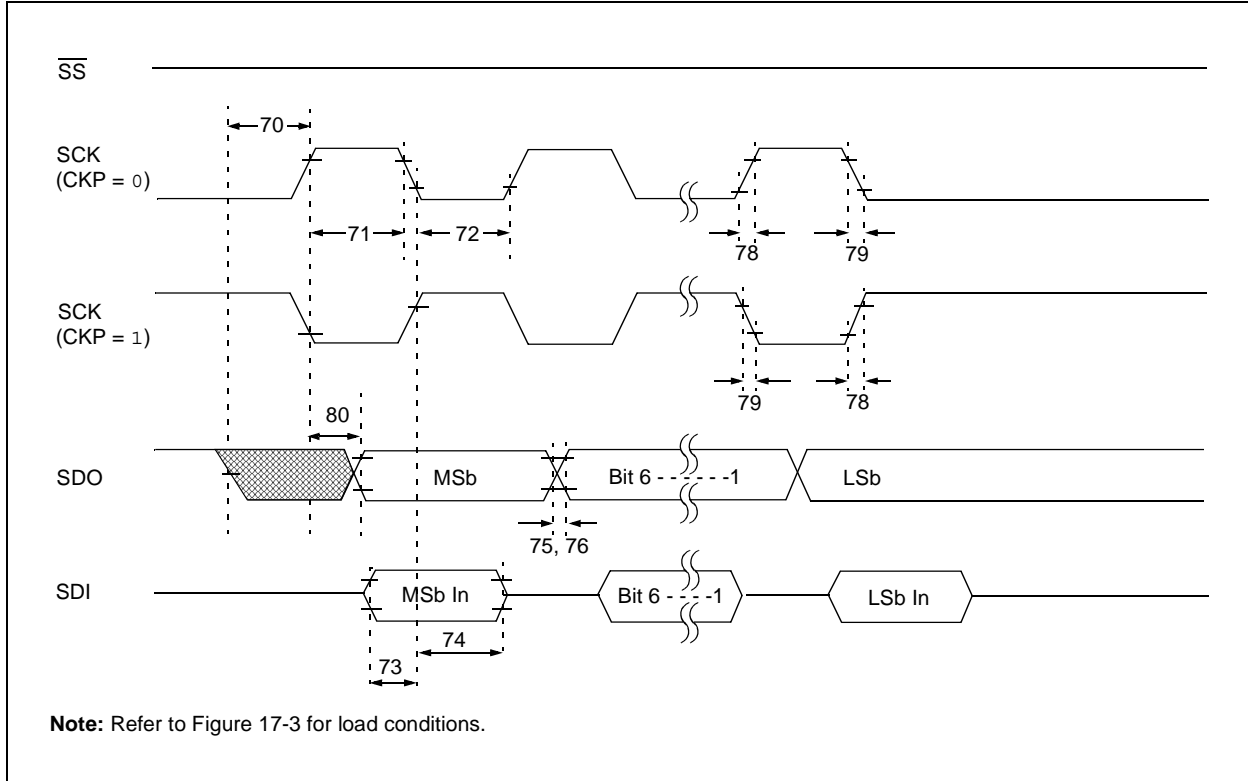 SS
70
SCK
(CKP = 0)
71
72
78
79
SCK
(CKP = 1)
79
78
80
SDO
MSb
Bit 6 - - - - - -1
LSb
75, 76
SDI
MSb In
Bit 6 - - - - -1
LSb In
74
73
Note: Refer to Figure 17-3 for load conditions.